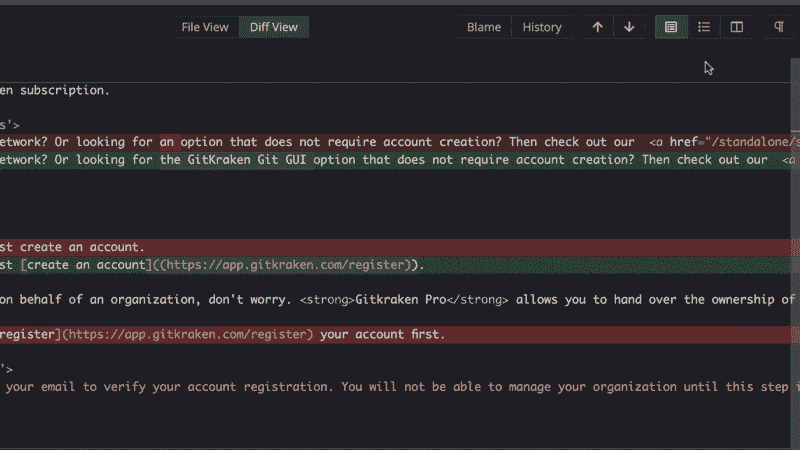 File View Diff View Blame History
en subscription.
s'>
etwork? Or looking for an option that does not require account creation? Then check out our <a href="/standalone/s
etwork? Or looking for the GitKraken Git GUI option that does not require account creation? Then check out our <a
st create an account.
st [create an account]((https://app.gitkraken.com/register)).
on behalf of an organization, don't worry. <strong>Gitkraken Pro</strong> allows you to hand over the ownership of
register](https://app.gitkraken.com/register) your account first.
'>
your email to verify your account registration. You will not be able to manage your organization until this step i